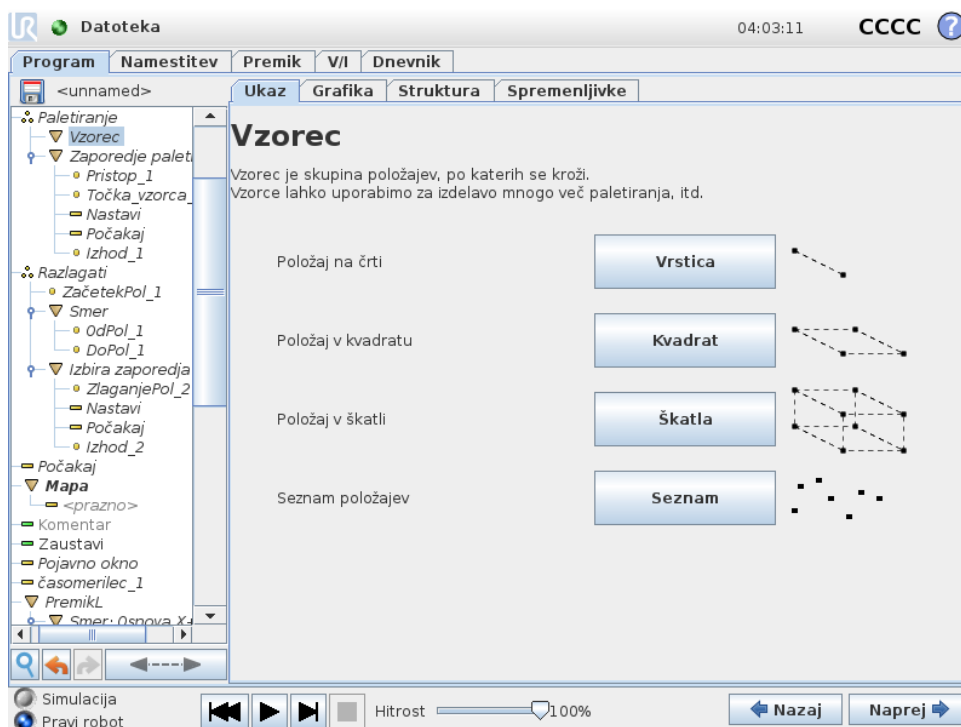 UR Datoteka 04:03:11 CCCC ?
Program Namestitev Premik V/I Dnevnik
<unnamed>
Ukaz Grafika Struktura Spremenljivke
Paletiranje
Vzorec
Zaporedje paleti
Pristop_1
Točka_vzorca_
Nastavi
Počakaj
Izhod_1
Razlagati
ZačetekPol_1
Smer
OdPol_1
DoPol_1
Izbira zaporedja
ZlaganjePol_2
Nastavi
Počakaj
Izhod_2
Počakaj
Mapa
<prazno>
Komentar
Zaustavi
Pojavno okno
časomerilec_1
PremikL
Smer: Osnova X+
Vzorec
Vzorec je skupina položajev, po katerih se kroži.
Vzorce lahko uporabimo za izdelavo mnogo več paletiranja, itd.
Položaj na črti Vrstica
Položaj v kvadratu Kvadrat
Položaj v škatli Škatla
Seznam položajev Seznam
Simulacija
Pravi robot
Hitrost 100%
Nazaj Naprej